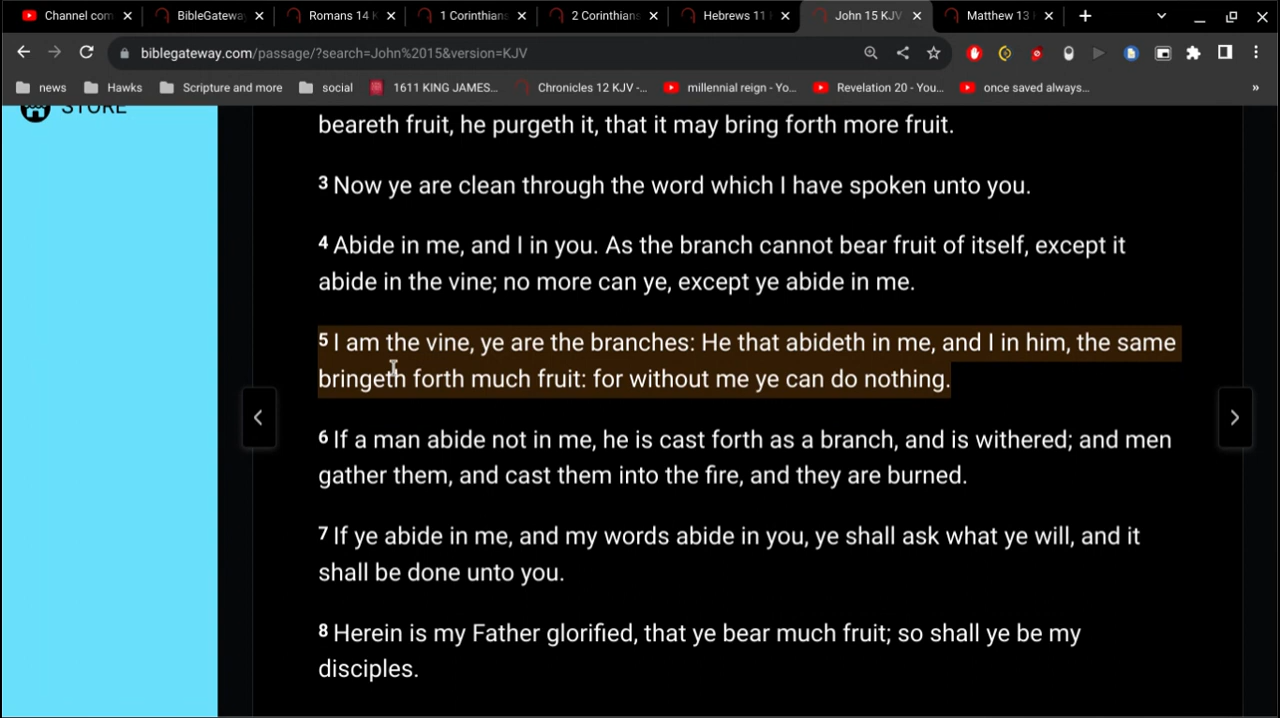 Channel com
BibleGateway
Romans 14 K
1 Corinthians
2 Corinthians
Hebrews 11 K
John 15 KJV
Matthew 13
biblegateway.com/passage/?search=John%2015&version=KJV
news
Hawks
Scripture and more
social
1611 KING JAMES...
Chronicles 12 KJV -...
millennial reign - Yo...
Revelation 20 - You...
once saved always...
»
STORE
beareth fruit, he purgeth it, that it may bring forth more fruit.
3 Now ye are clean through the word which I have spoken unto you.
4 Abide in me, and I in you. As the branch cannot bear fruit of itself, except it
abide in the vine; no more can ye, except ye abide in me.
5 I am the vine, ye are the branches: He that abideth in me, and I in him, the same
bringeth forth much fruit: for without me ye can do nothing.
6 If a man abide not in me, he is cast forth as a branch, and is withered; and men
gather them, and cast them into the fire, and they are burned.
7 If ye abide in me, and my words abide in you, ye shall ask what ye will, and it
shall be done unto you.
8 Herein is my Father glorified, that ye bear much fruit; so shall ye be my
disciples.